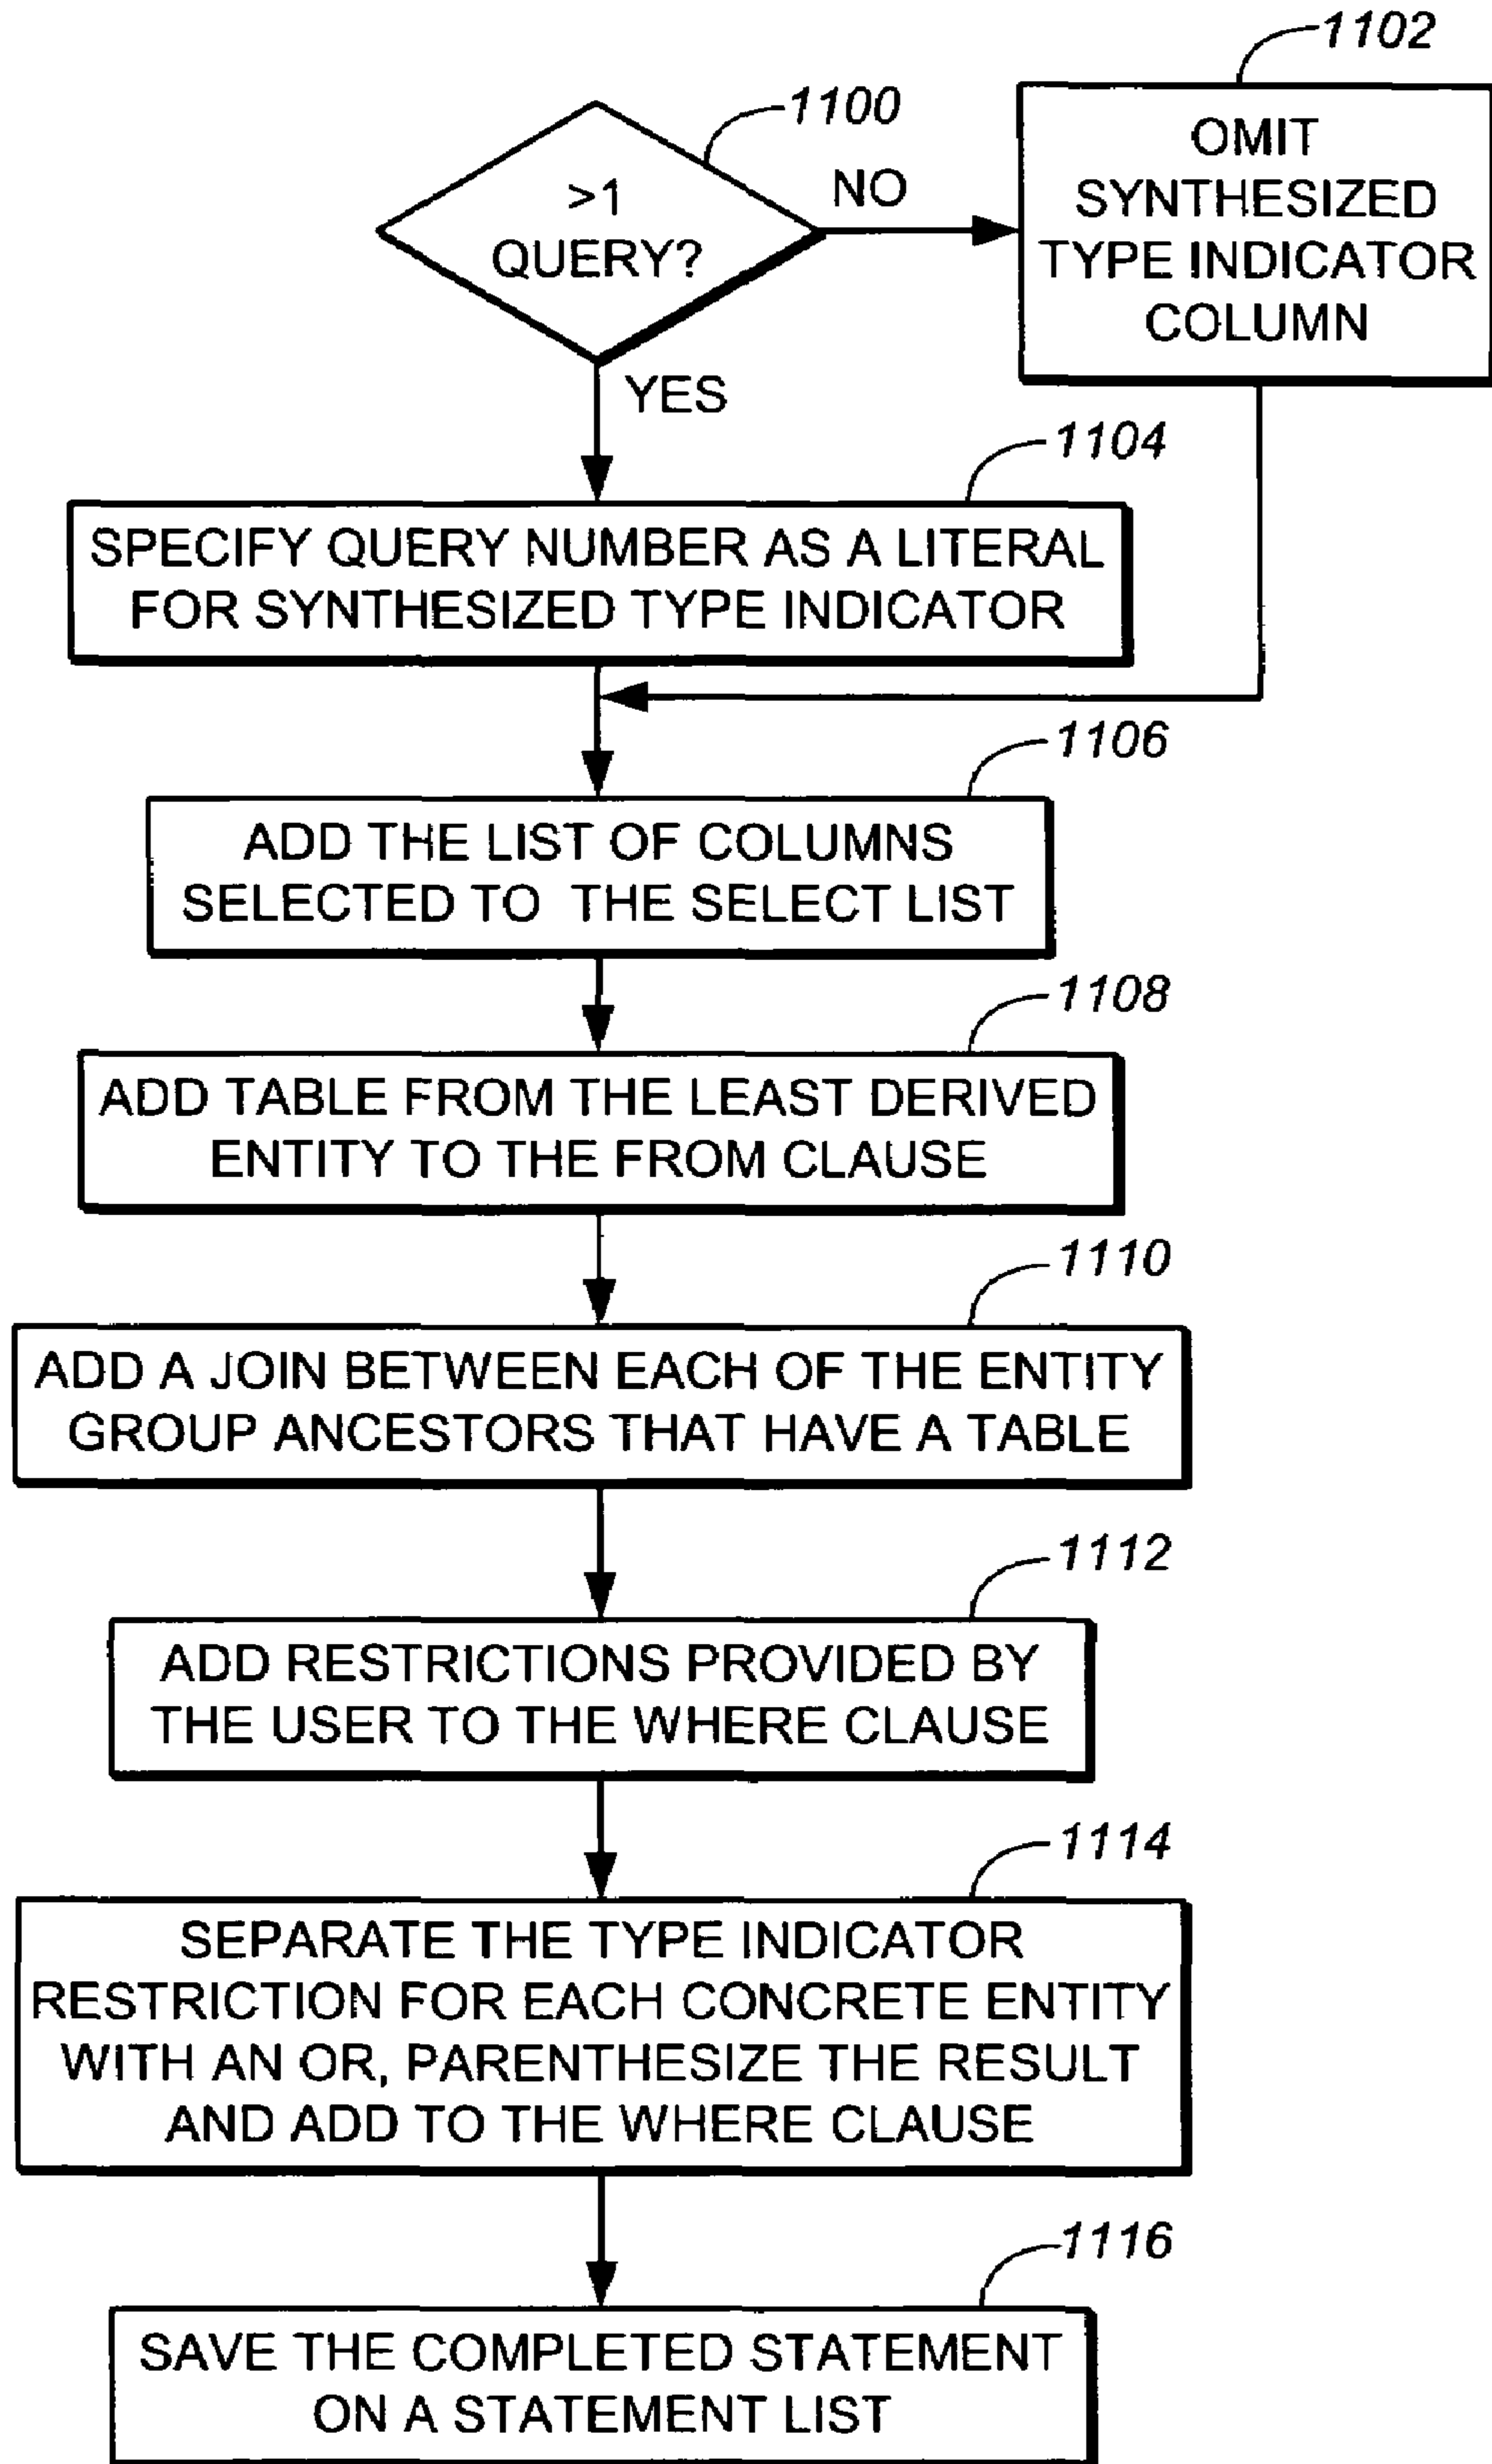 1102
1100
>1
QUERY?
NO
OMIT
SYNTHESIZED
TYPE INDICATOR
COLUMN
YES
1104
SPECIFY QUERY NUMBER AS A LITERAL
FOR SYNTHESIZED TYPE INDICATOR
1106
ADD THE LIST OF COLUMNS
SELECTED TO THE SELECT LIST
1108
ADD TABLE FROM THE LEAST DERIVED
ENTITY TO THE FROM CLAUSE
1110
ADD A JOIN BETWEEN EACH OF THE ENTITY
GROUP ANCESTORS THAT HAVE A TABLE
1112
ADD RESTRICTIONS PROVIDED BY
THE USER TO THE WHERE CLAUSE
1114
SEPARATE THE TYPE INDICATOR
RESTRICTION FOR EACH CONCRETE ENTITY
WITH AN OR, PARENTHESIZE THE RESULT
AND ADD TO THE WHERE CLAUSE
1116
SAVE THE COMPLETED STATEMENT
ON A STATEMENT LIST